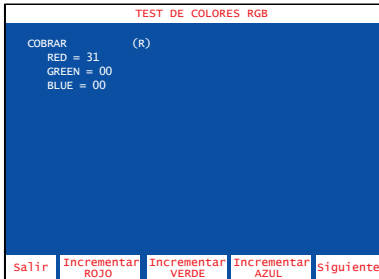 TEST DE COLORES RGB
COBRAR (R)
RED = 31
GREEN = 00
BLUE = 00
Salir
Incrementar
ROJO
Incrementar
VERDE
Incrementar
AZUL
Siguiente